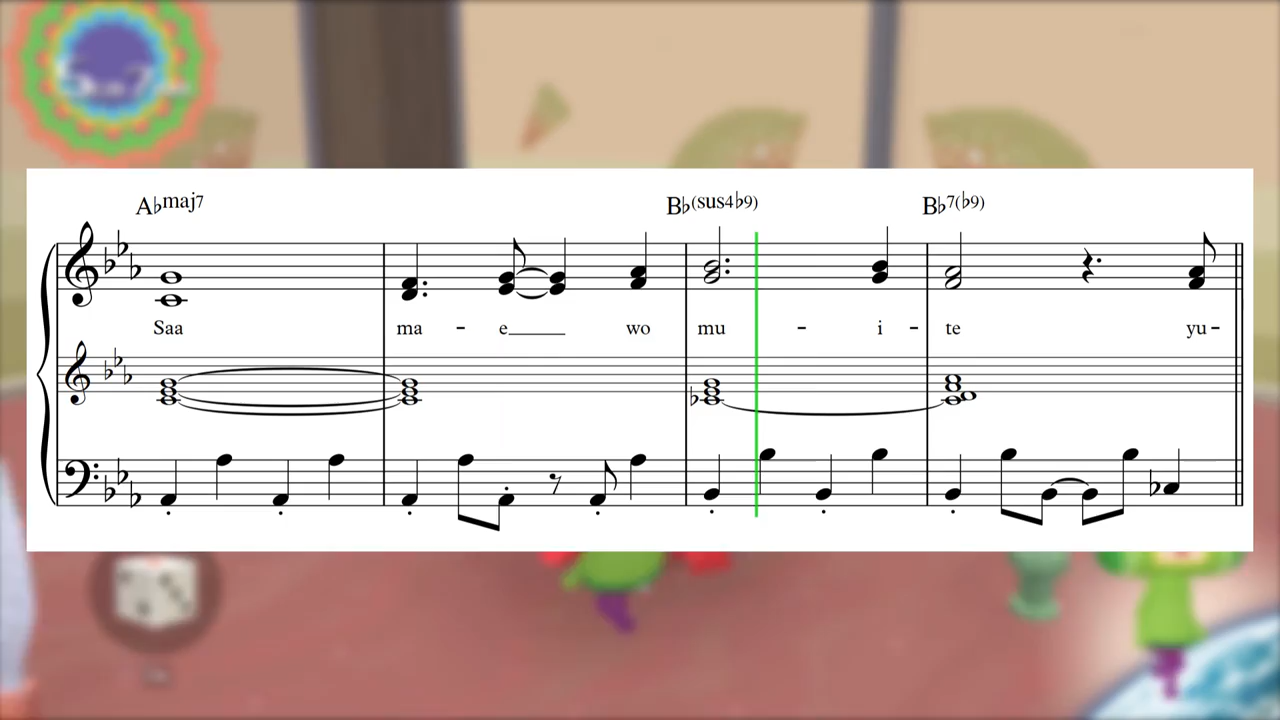 A♭maj7 B♭(sus4♭9) B♭7(♭9)
Saa ma - e wo mu - i - te yu -